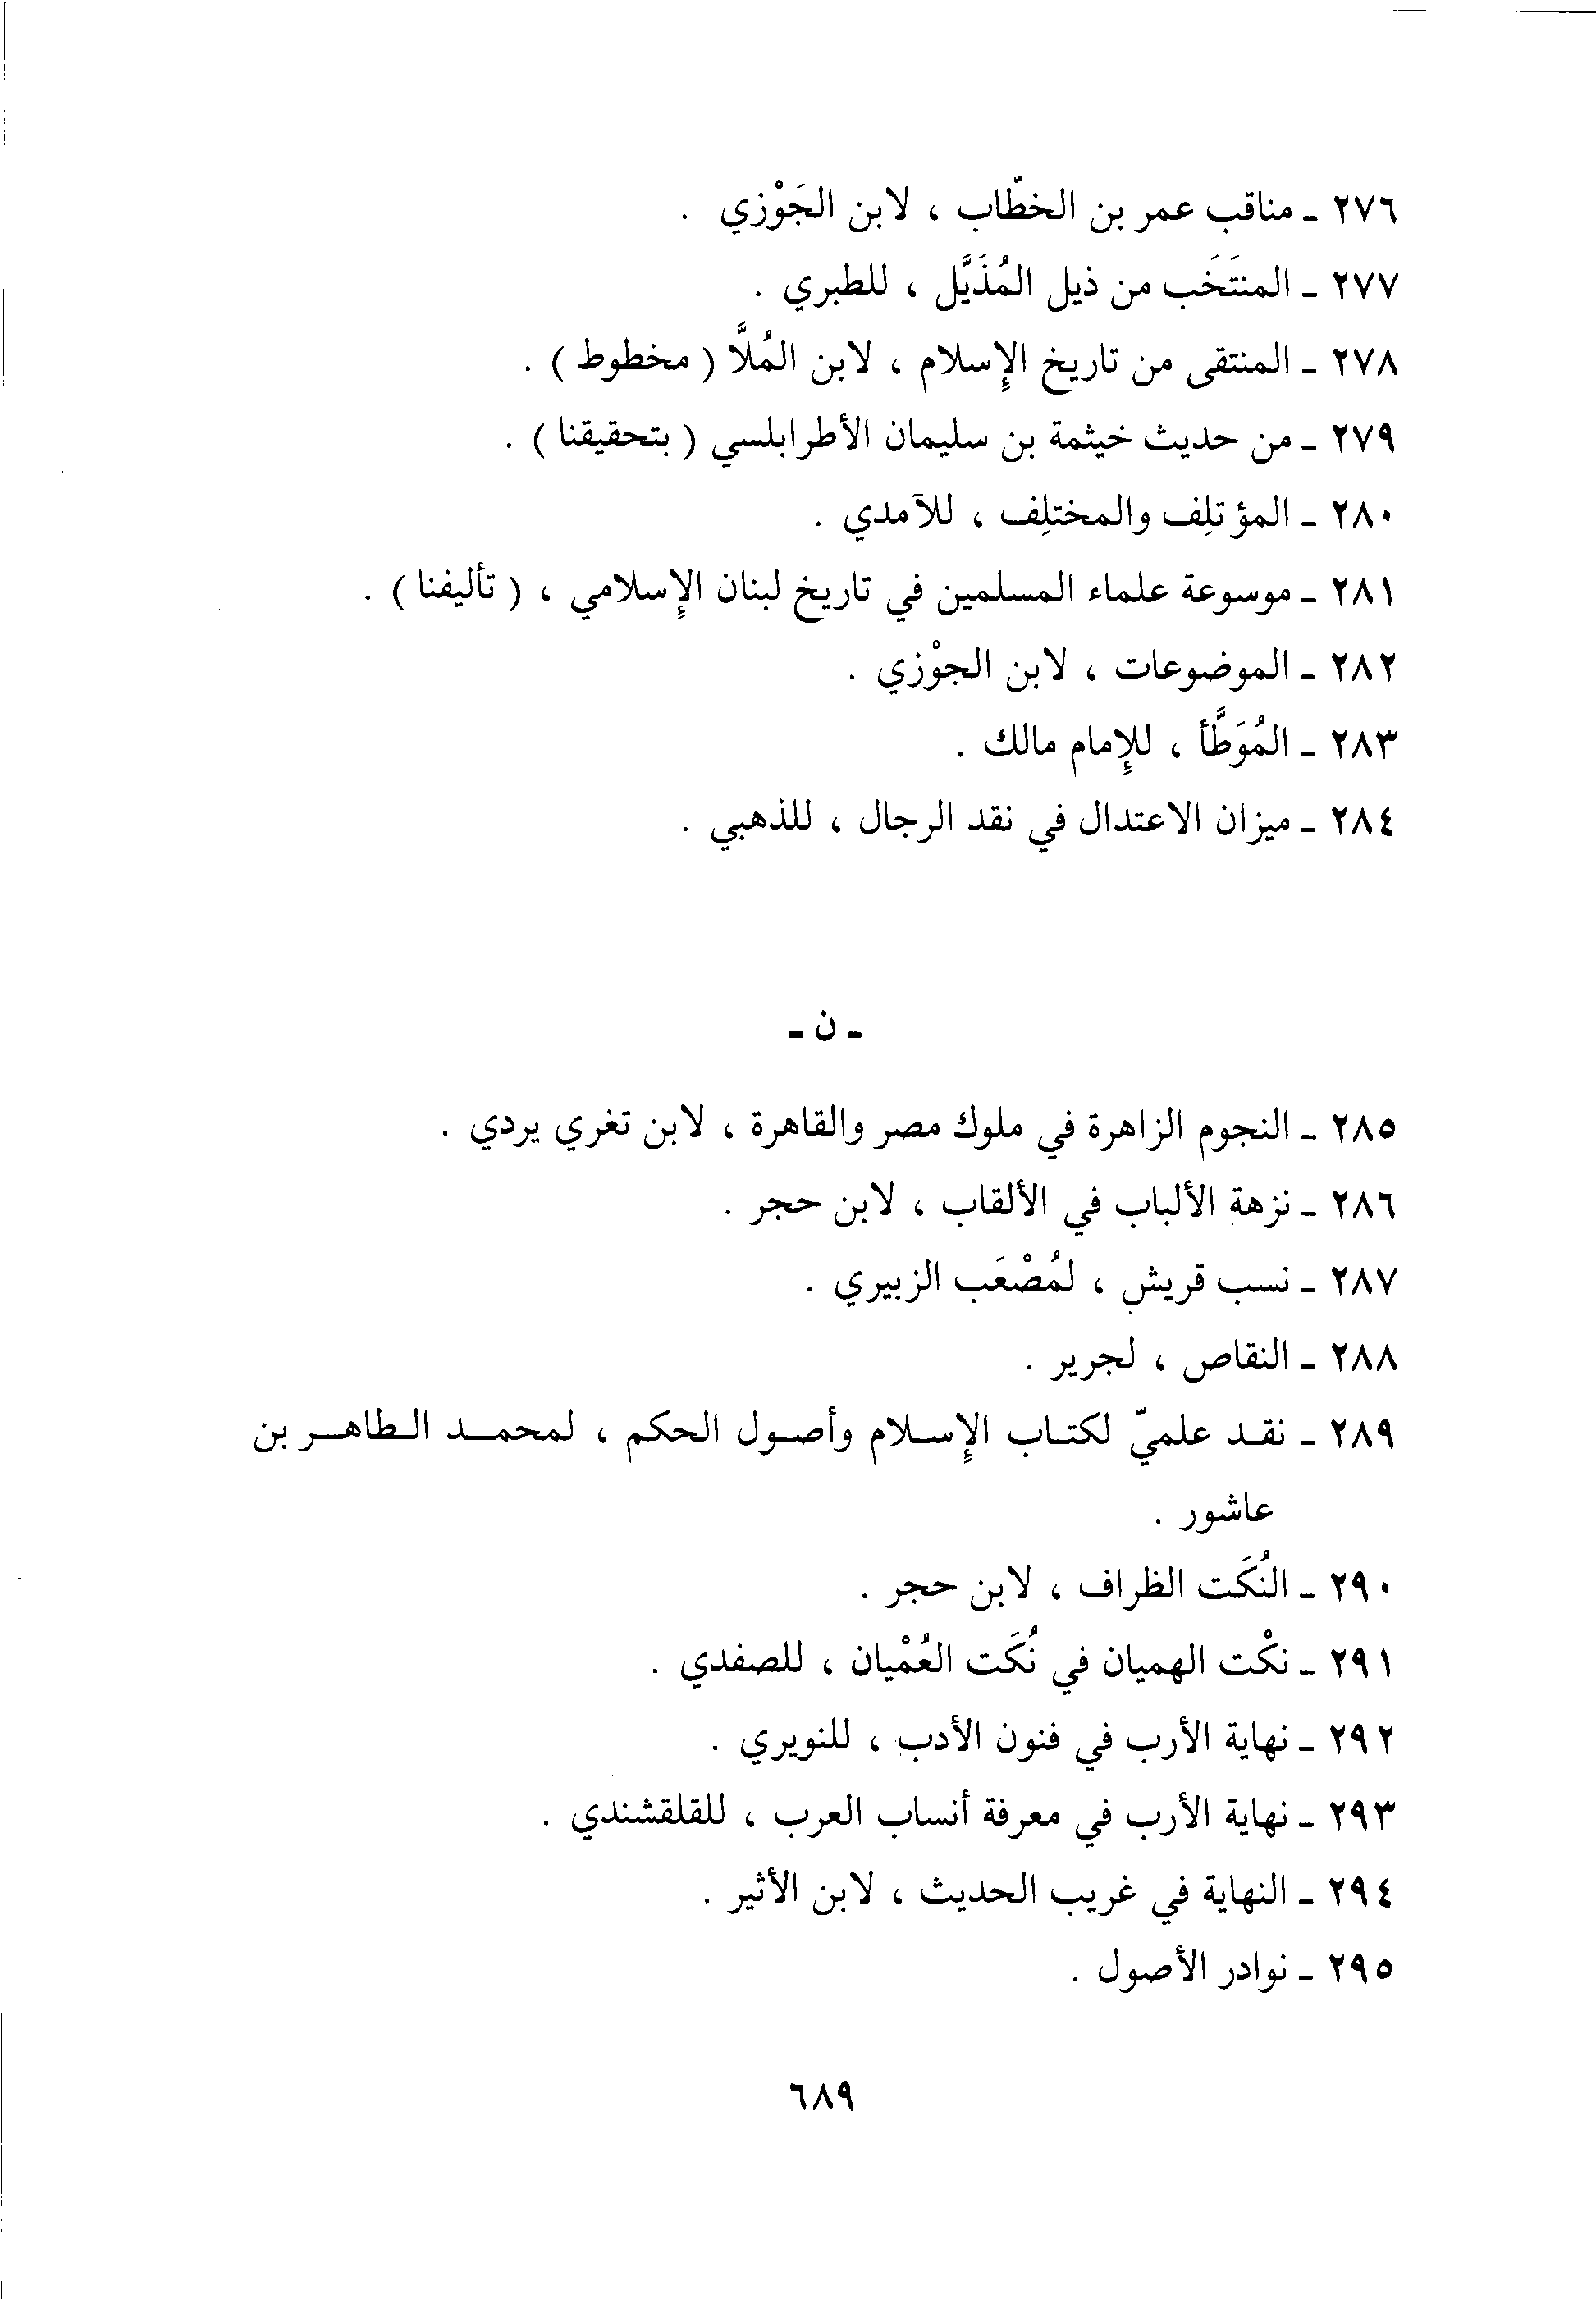 ٢٧٦ ـ مناقب عمر بن الخطّاب ، لابن الجَوْزي .
٢٧٧ ـ المنتَخَب من ذيل المُذَيَّل ، للطبري .
٢٧٨ ـ المنتقى من تاريخ الإسلام ، لابن المُلَّا ( مخطوط ) .
٢٧٩ ـ من حديث خيثمة بن سليمان الأطرابلسي ( بتحقيقنا ) .
٢٨٠ ـ المؤتلِف والمختلِف ، للآمدي .
٢٨١ ـ موسوعة علماء المسلمين في تاريخ لبنان الإسلامي ، ( تأليفنا ) .
٢٨٢ ـ الموضوعات ، لابن الجوْزي .
٢٨٣ ـ المُوَطَّأ ، للإمام مالك .
٢٨٤ ـ ميزان الاعتدال في نقد الرجال ، للذهبي .
ـ ن ـ
٢٨٥ ـ النجوم الزاهرة في ملوك مصر والقاهرة ، لابن تغري يردي .
٢٨٦ ـ نزهة الألباب في الألقاب ، لابن حجر .
٢٨٧ ـ نسب قريش ، لمُصْعَب الزبيري .
٢٨٨ ـ النقاص ، لجرير .
٢٨٩ ـ نقد علميّ لكتاب الإسلام وأصول الحكم ، لمحمد الطاهر بن
عاشور .
٢٩٠ ـ النُكَت الظراف ، لابن حجر .
٢٩١ ـ نكْت الهميان في نُكَت العُمْيان ، للصفدي .
٢٩٢ ـ نهاية الأرب في فنون الأدب ، للنويري .
٢٩٣ ـ نهاية الأرب في معرفة أنساب العرب ، للقلقشندي .
٢٩٤ ـ النهاية في غريب الحديث ، لابن الأثير .
٢٩٥ ـ نوادر الأصول .
٦٨٩